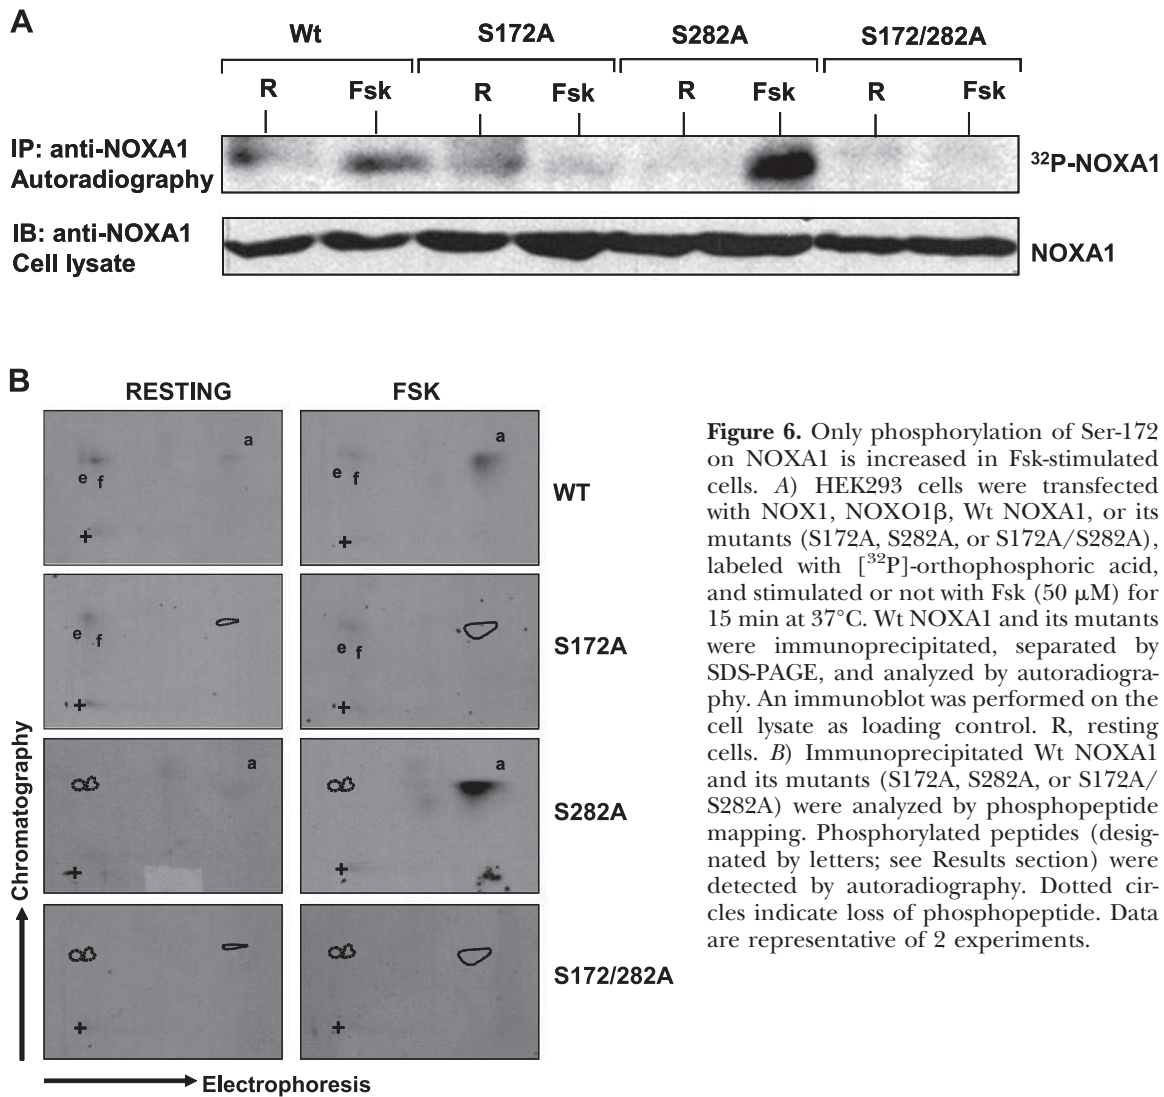 A
Wt S172A S282A S172/282A
R Fsk R Fsk R Fsk R Fsk
IP: anti-NOXA1
Autoradiography
³²P-NOXA1
IB: anti-NOXA1
Cell lysate
NOXA1
B
RESTING FSK
a a
e f e f
+ +
WT
e f e f
+ +
S172A
a a
+ +
S282A
+ +
S172/282A
Chromatography
Electrophoresis
Figure 6. Only phosphorylation of Ser-172
on NOXA1 is increased in Fsk-stimulated
cells. A) HEK293 cells were transfected
with NOX1, NOXO1β, Wt NOXA1, or its
mutants (S172A, S282A, or S172A/S282A),
labeled with [³²P]-orthophosphoric acid,
and stimulated or not with Fsk (50 μM) for
15 min at 37°C. Wt NOXA1 and its mutants
were immunoprecipitated, separated by
SDS-PAGE, and analyzed by autoradiogra-
phy. An immunoblot was performed on the
cell lysate as loading control. R, resting
cells. B) Immunoprecipitated Wt NOXA1
and its mutants (S172A, S282A, or S172A/
S282A) were analyzed by phosphopeptide
mapping. Phosphorylated peptides (desig-
nated by letters; see Results section) were
detected by autoradiography. Dotted cir-
cles indicate loss of phosphopeptide. Data
are representative of 2 experiments.